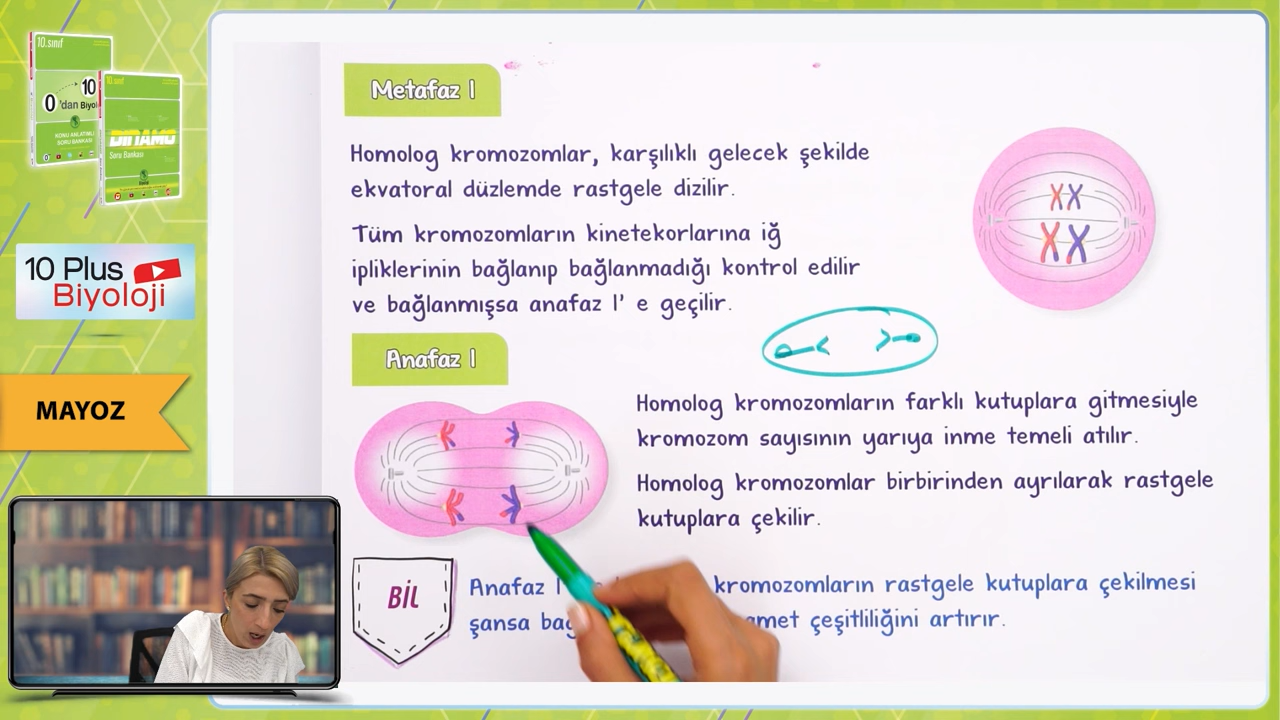 10.sınıf
10
0'dan Biyoloji
KONU ANLATIMLI
SORU BANKASI
10.sınıf
DİNAMO
Soru Bankası
10 Plus
Biyoloji
MAYOZ
Metafaz I
Homolog kromozomlar, karşılıklı gelecek şekilde
ekvatoral düzlemde rastgele dizilir.
Tüm kromozomların kinetekorlarına iğ
ipliklerinin bağlanıp bağlanmadığı kontrol edilir
ve bağlanmışsa anafaz I' e geçilir.
Anafaz I
Homolog kromozomların farklı kutuplara gitmesiyle
kromozom sayısının yarıya inme temeli atılır.
Homolog kromozomlar birbirinden ayrılarak rastgele
kutuplara çekilir.
BİL
Anafaz I kromozomların rastgele kutuplara çekilmesi
şansa çeşitliliğini artırır.